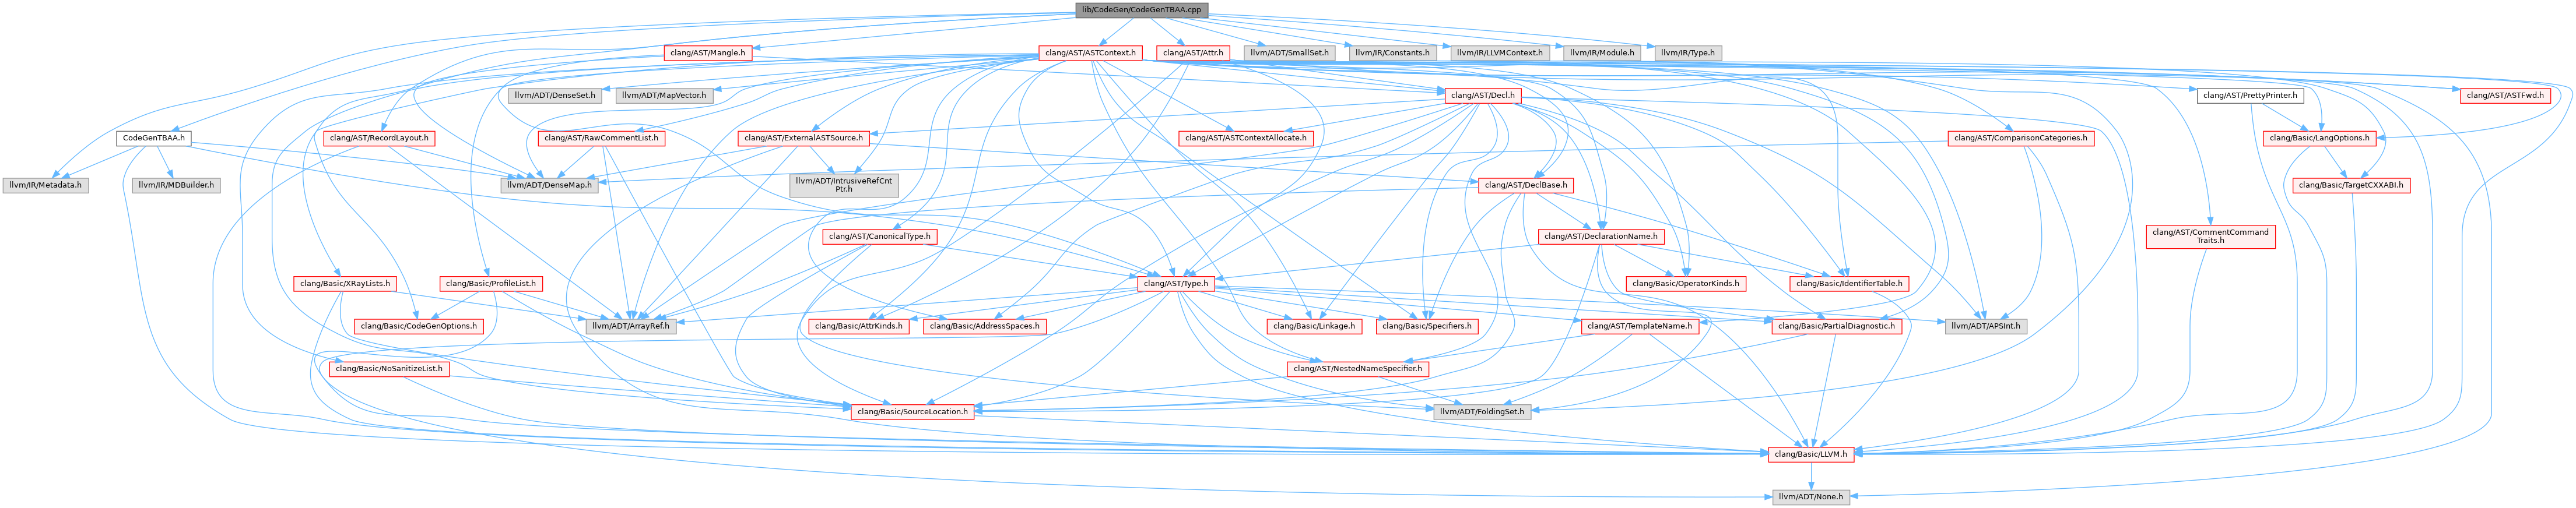 lib/CodeGen/CodeGenTBAA.cpp
clang/AST/Mangle.h
clang/AST/ASTContext.h
clang/AST/Attr.h
llvm/ADT/SmallSet.h
llvm/IR/Constants.h
llvm/IR/LLVMContext.h
llvm/IR/Module.h
llvm/IR/Type.h
llvm/ADT/DenseSet.h
llvm/ADT/MapVector.h
clang/AST/Decl.h
clang/AST/PrettyPrinter.h
clang/AST/ASTFwd.h
CodeGenTBAA.h
clang/AST/RecordLayout.h
clang/AST/RawCommentList.h
clang/AST/ExternalASTSource.h
clang/AST/ASTContextAllocate.h
clang/AST/ComparisonCategories.h
clang/Basic/LangOptions.h
llvm/IR/Metadata.h
llvm/IR/MDBuilder.h
llvm/ADT/DenseMap.h
llvm/ADT/IntrusiveRefCnt
Ptr.h
clang/AST/DeclBase.h
clang/Basic/TargetCXXABI.h
clang/AST/CanonicalType.h
clang/AST/DeclarationName.h
clang/AST/CommentCommand
Traits.h
clang/Basic/XRayLists.h
clang/Basic/ProfileList.h
clang/AST/Type.h
clang/Basic/OperatorKinds.h
clang/Basic/IdentifierTable.h
clang/Basic/CodeGenOptions.h
llvm/ADT/ArrayRef.h
clang/Basic/AttrKinds.h
clang/Basic/AddressSpaces.h
clang/Basic/Linkage.h
clang/Basic/Specifiers.h
clang/AST/TemplateName.h
clang/Basic/PartialDiagnostic.h
llvm/ADT/APSInt.h
clang/Basic/NoSanitizeList.h
clang/AST/NestedNameSpecifier.h
clang/Basic/SourceLocation.h
llvm/ADT/FoldingSet.h
clang/Basic/LLVM.h
llvm/ADT/None.h